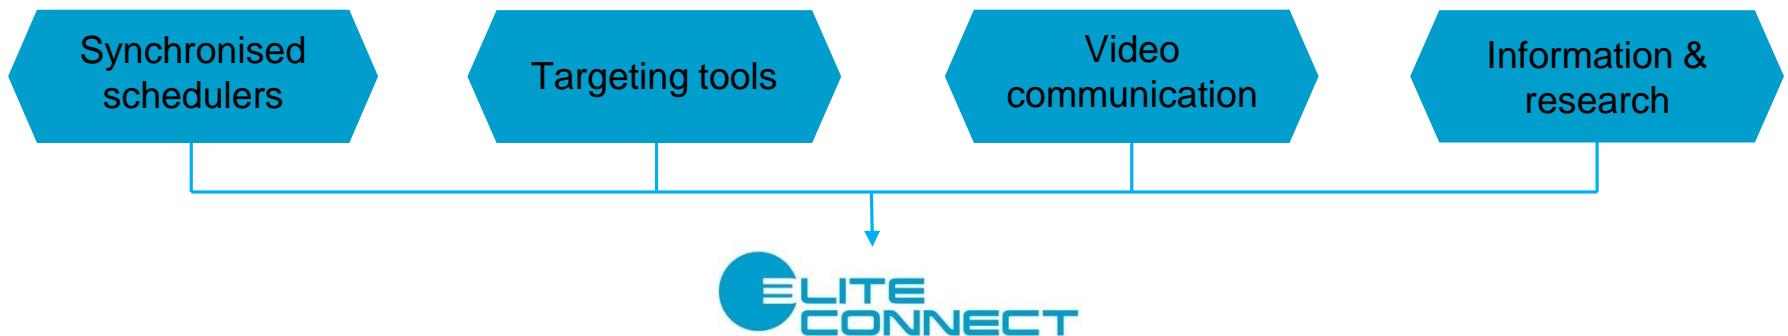 Synchronised
schedulers
Targeting tools
Video
communication
Information &
research
ELITE
CONNECT